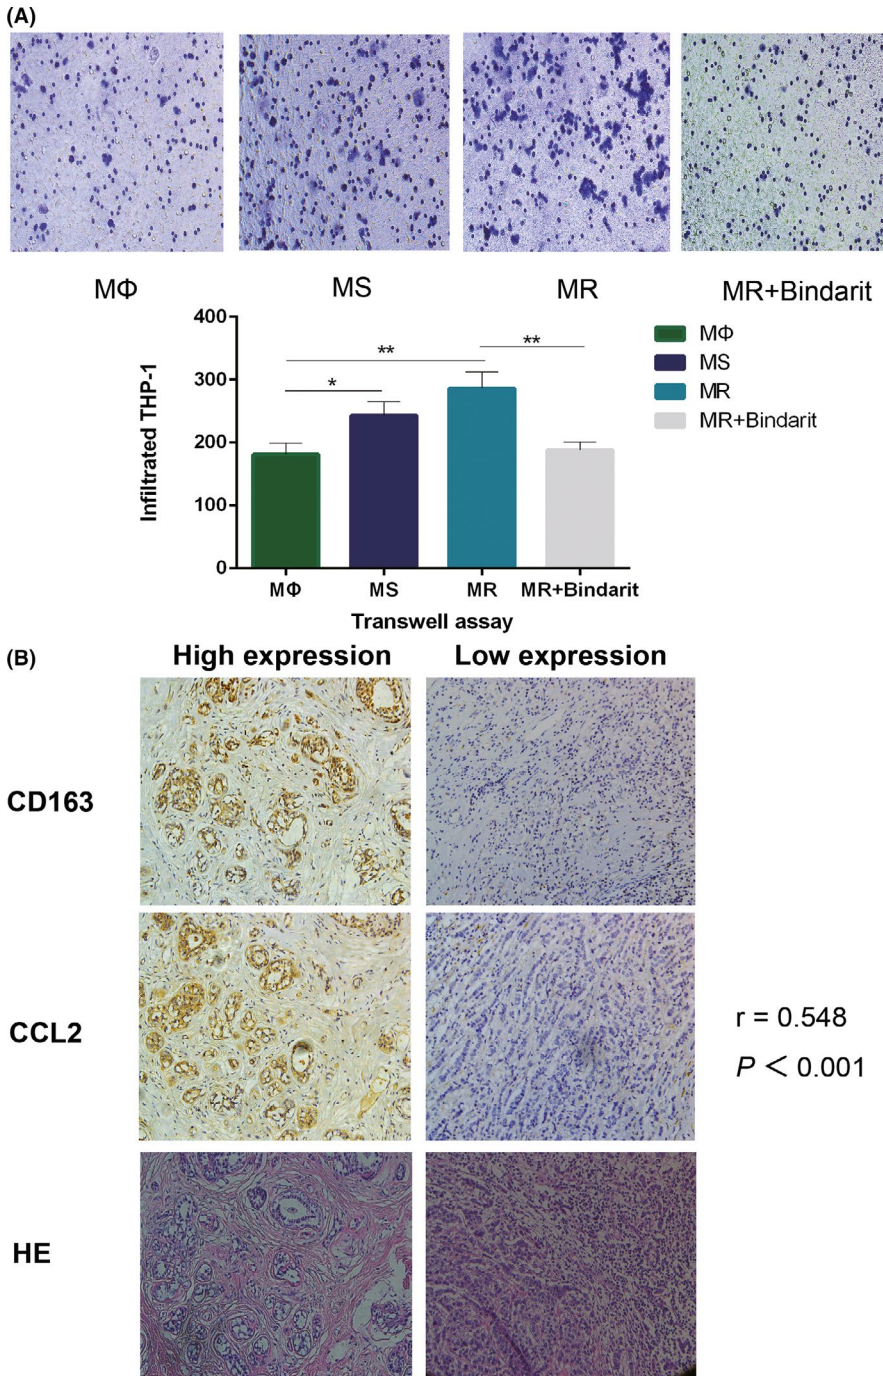 (A)
MΦ MS MR MR+Bindarit
400
300
200
100
0
Infiltrated THP-1
** **
*
MΦ
MS
MR
MR+Bindarit
MΦ MS MR MR+Bindarit
Transwell assay
(B) High expression Low expression
CD163
CCL2
r = 0.548
P < 0.001
HE